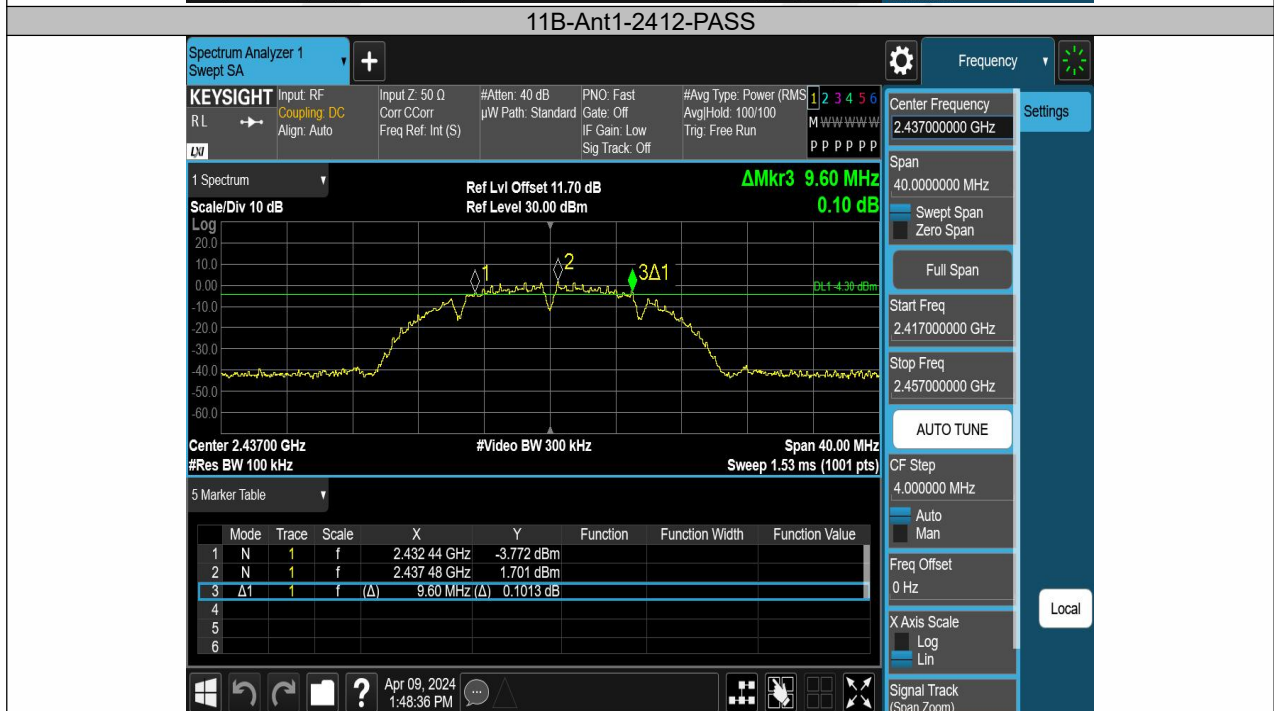 11B-Ant1-2412-PASS
Spectrum Analyzer 1
Swept SA
+
Frequency
KEYSIGHT
RL
LXI
Input: RF
Coupling: DC
Align: Auto
Input Z: 50 Ω
Corr CCorr
Freq Ref: Int (S)
#Atten: 40 dB
µW Path: Standard
PNO: Fast
Gate: Off
IF Gain: Low
Sig Track: Off
#Avg Type: Power (RMS
Avg|Hold: 100/100
Trig: Free Run
1 2 3 4 5 6
M W W W W W
P P P P P P
1 Spectrum
Scale/Div 10 dB
Ref Lvl Offset 11.70 dB
Ref Level 30.00 dBm
ΔMkr3 9.60 MHz
0.10 dB
Log
20.0
10.0
0.00
-10.0
-20.0
-30.0
-40.0
-50.0
-60.0
1
2
3Δ1
DL1 -4.30 dBm
Center 2.43700 GHz
#Video BW 300 kHz
Span 40.00 MHz
#Res BW 100 kHz
Sweep 1.53 ms (1001 pts)
5 Marker Table
Mode Trace Scale X Y Function Function Width Function Value
1 N 1 f 2.432 44 GHz -3.772 dBm
2 N 1 f 2.437 48 GHz 1.701 dBm
3 Δ1 1 f (Δ) 9.60 MHz (Δ) 0.1013 dB
4
5
6
?
Apr 09, 2024
1:48:36 PM
Center Frequency
2.437000000 GHz
Settings
Span
40.0000000 MHz
Swept Span
Zero Span
Full Span
Start Freq
2.417000000 GHz
Stop Freq
2.457000000 GHz
AUTO TUNE
CF Step
4.000000 MHz
Auto
Man
Freq Offset
0 Hz
Local
X Axis Scale
Log
Lin
Signal Track
(Span Zoom)